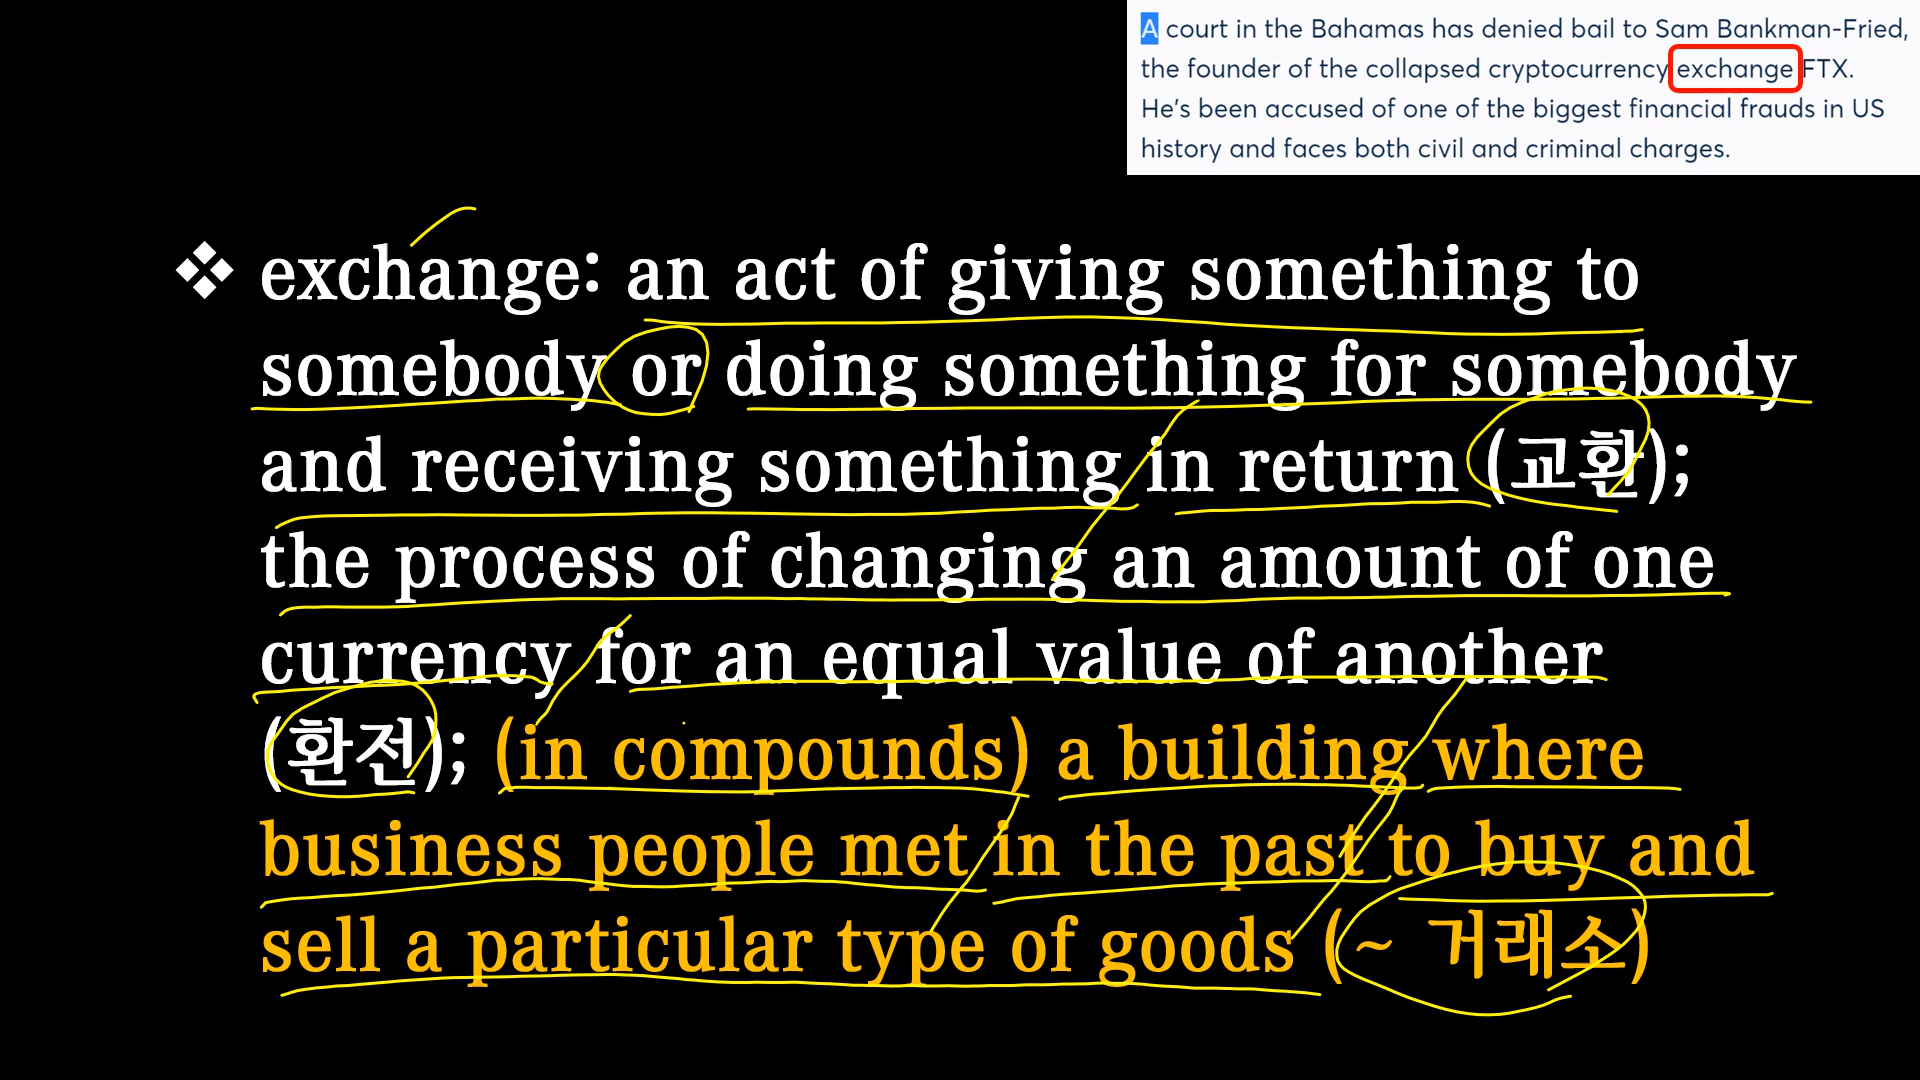 A court in the Bahamas has denied bail to Sam Bankman-Fried,
the founder of the collapsed cryptocurrency exchange FTX.
He's been accused of one of the biggest financial frauds in US
history and faces both civil and criminal charges.
❖ exchange: an act of giving something to
somebody or doing something for somebody
and receiving something in return (교환);
the process of changing an amount of one
currency for an equal value of another
(환전); (in compounds) a building where
business people met in the past to buy and
sell a particular type of goods (~ 거래소)